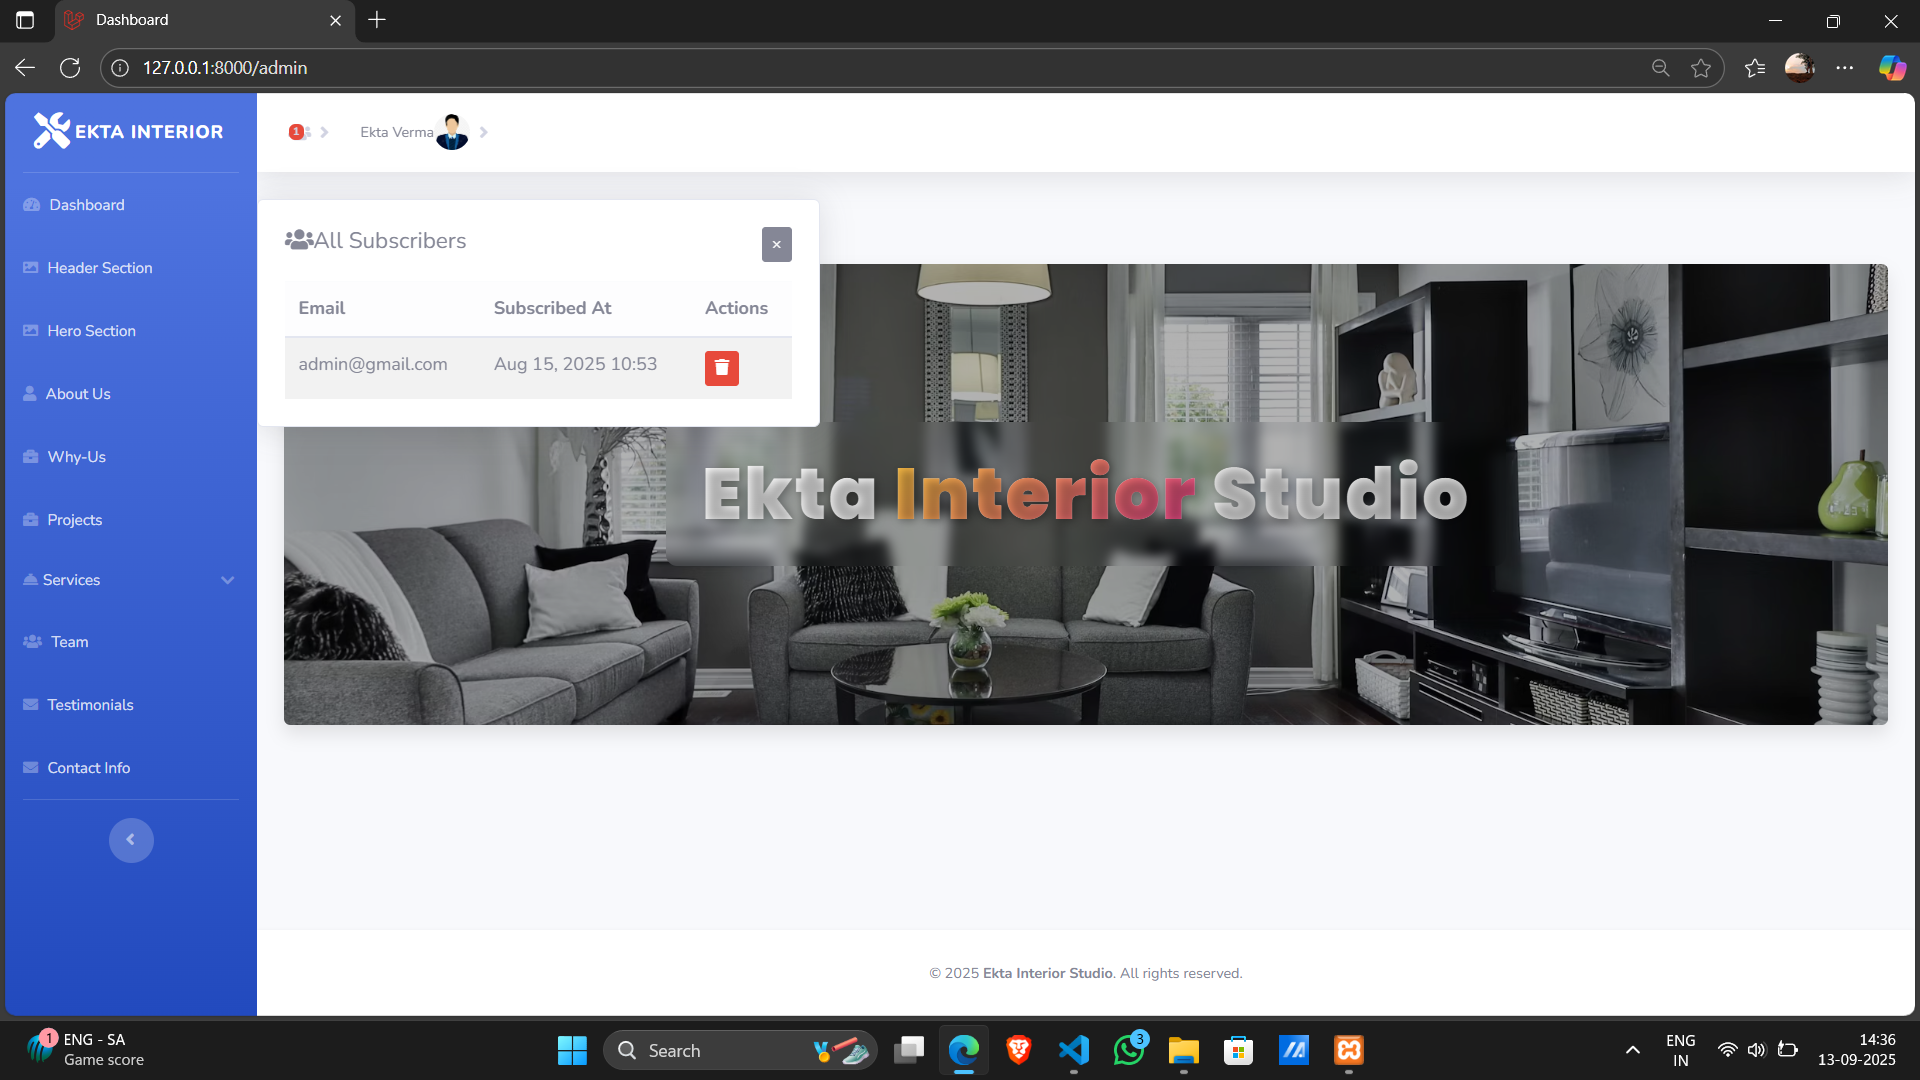 Dashboard
127.0.0.1:8000/admin
EKTA INTERIOR
1
Ekta Verma
Dashboard
Header Section
Hero Section
About Us
Why-Us
Projects
Services
Team
Testimonials
Contact Info
All Subscribers
×
Email Subscribed At Actions
admin@gmail.com Aug 15, 2025 10:53
Ekta Interior Studio
© 2025 Ekta Interior Studio. All rights reserved.
1
ENG - SA
Game score
Search
3
ENG
IN
14:36
13-09-2025